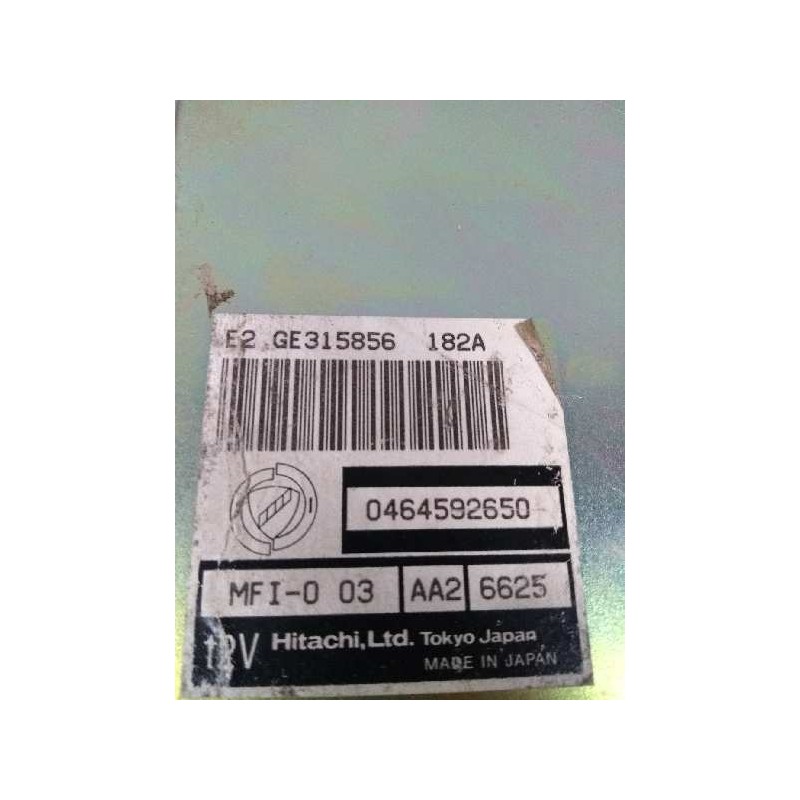 E2 GE315856 182A
0464592650
MFI-0 03 AA2 6625
12V Hitachi,Ltd. Tokyo Japan
MADE IN JAPAN